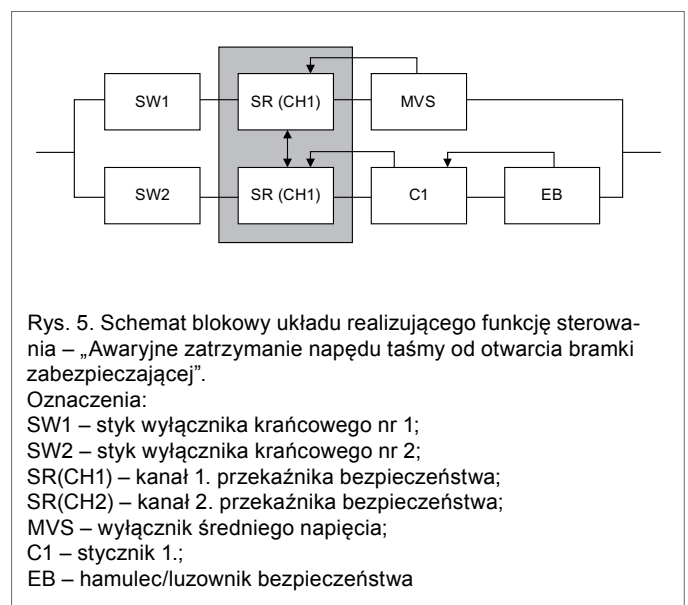 SW1
SR (CH1)
MVS
SW2
SR (CH1)
C1
EB
Rys. 5. Schemat blokowy układu realizującego funkcję sterowa-
nia – „Awaryjne zatrzymanie napędu taśmy od otwarcia bramki
zabezpieczającej”.
Oznaczenia:
SW1 – styk wyłącznika krańcowego nr 1;
SW2 – styk wyłącznika krańcowego nr 2;
SR(CH1) – kanał 1. przekaźnika bezpieczeństwa;
SR(CH2) – kanał 2. przekaźnika bezpieczeństwa;
MVS – wyłącznik średniego napięcia;
C1 – stycznik 1.;
EB – hamulec/luzownik bezpieczeństwa